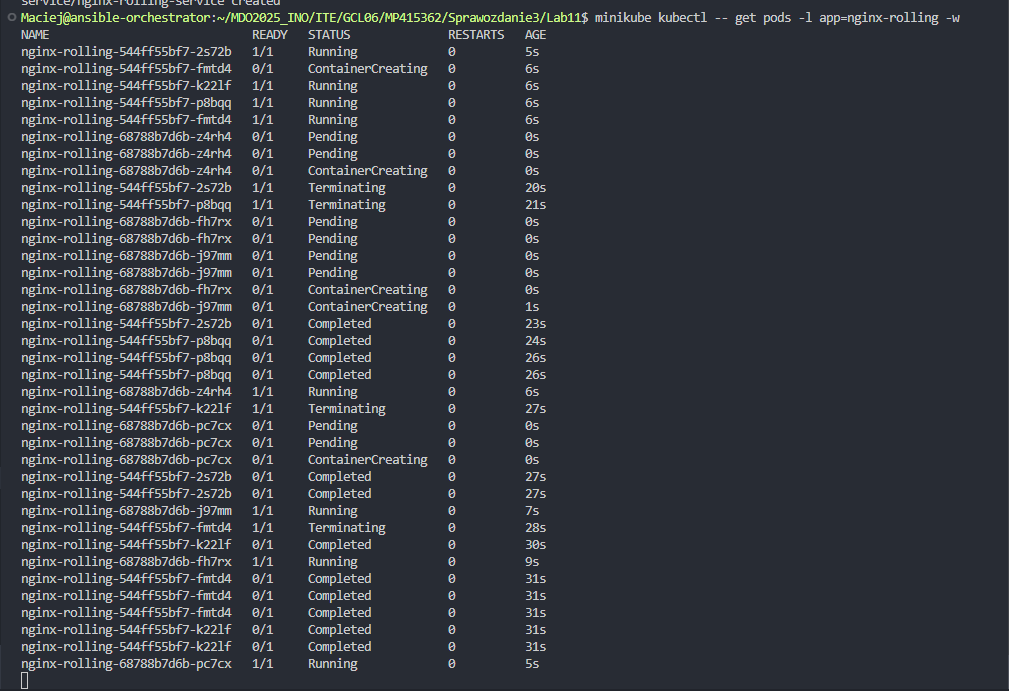 service/nginx-rolling-service created
Maciej@ansible-orchestrator:~/MDO2025_INO/ITE/GCL06/MP415362/Sprawozdanie3/Lab11$ minikube kubectl -- get pods -l app=nginx-rolling -w
NAME READY STATUS RESTARTS AGE
nginx-rolling-544ff55bf7-2s72b 1/1 Running 0 5s
nginx-rolling-544ff55bf7-fmtd4 0/1 ContainerCreating 0 6s
nginx-rolling-544ff55bf7-k22lf 1/1 Running 0 6s
nginx-rolling-544ff55bf7-p8bqq 1/1 Running 0 6s
nginx-rolling-544ff55bf7-fmtd4 1/1 Running 0 6s
nginx-rolling-68788b7d6b-z4rh4 0/1 Pending 0 0s
nginx-rolling-68788b7d6b-z4rh4 0/1 Pending 0 0s
nginx-rolling-68788b7d6b-z4rh4 0/1 ContainerCreating 0 0s
nginx-rolling-544ff55bf7-2s72b 1/1 Terminating 0 20s
nginx-rolling-544ff55bf7-p8bqq 1/1 Terminating 0 21s
nginx-rolling-68788b7d6b-fh7rx 0/1 Pending 0 0s
nginx-rolling-68788b7d6b-fh7rx 0/1 Pending 0 0s
nginx-rolling-68788b7d6b-j97mm 0/1 Pending 0 0s
nginx-rolling-68788b7d6b-j97mm 0/1 Pending 0 0s
nginx-rolling-68788b7d6b-fh7rx 0/1 ContainerCreating 0 0s
nginx-rolling-68788b7d6b-j97mm 0/1 ContainerCreating 0 1s
nginx-rolling-544ff55bf7-2s72b 0/1 Completed 0 23s
nginx-rolling-544ff55bf7-p8bqq 0/1 Completed 0 24s
nginx-rolling-544ff55bf7-p8bqq 0/1 Completed 0 26s
nginx-rolling-544ff55bf7-p8bqq 0/1 Completed 0 26s
nginx-rolling-68788b7d6b-z4rh4 1/1 Running 0 6s
nginx-rolling-544ff55bf7-k22lf 1/1 Terminating 0 27s
nginx-rolling-68788b7d6b-pc7cx 0/1 Pending 0 0s
nginx-rolling-68788b7d6b-pc7cx 0/1 Pending 0 0s
nginx-rolling-68788b7d6b-pc7cx 0/1 ContainerCreating 0 0s
nginx-rolling-544ff55bf7-2s72b 0/1 Completed 0 27s
nginx-rolling-544ff55bf7-2s72b 0/1 Completed 0 27s
nginx-rolling-68788b7d6b-j97mm 1/1 Running 0 7s
nginx-rolling-544ff55bf7-fmtd4 1/1 Terminating 0 28s
nginx-rolling-544ff55bf7-k22lf 0/1 Completed 0 30s
nginx-rolling-68788b7d6b-fh7rx 1/1 Running 0 9s
nginx-rolling-544ff55bf7-fmtd4 0/1 Completed 0 31s
nginx-rolling-544ff55bf7-fmtd4 0/1 Completed 0 31s
nginx-rolling-544ff55bf7-fmtd4 0/1 Completed 0 31s
nginx-rolling-544ff55bf7-k22lf 0/1 Completed 0 31s
nginx-rolling-544ff55bf7-k22lf 0/1 Completed 0 31s
nginx-rolling-68788b7d6b-pc7cx 1/1 Running 0 5s